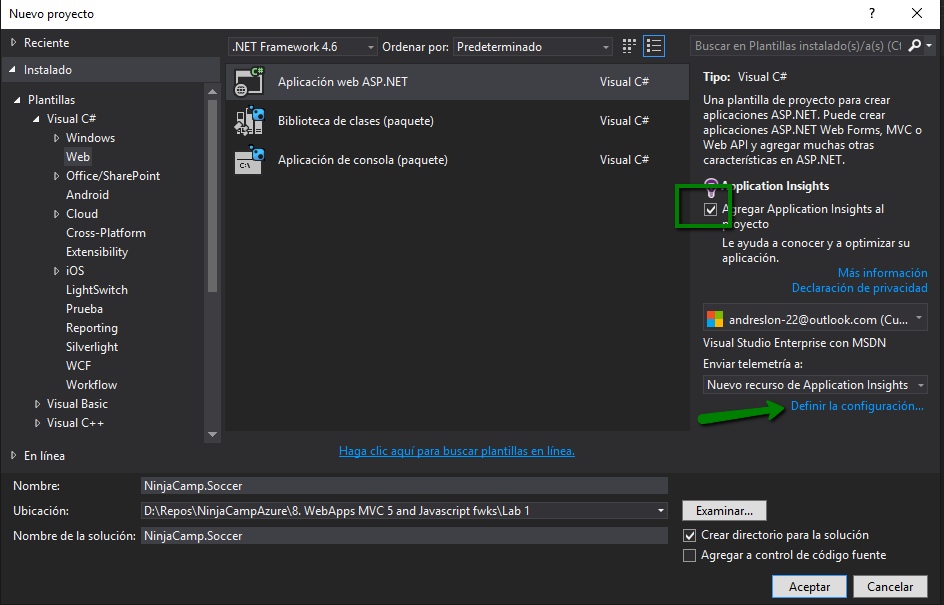 Nuevo proyecto
? ×
Reciente
.NET Framework 4.6
Ordenar por: Predeterminado
Buscar en Plantillas instalado(s)/a(s) (Ct
Instalado
Plantillas
Visual C#
Windows
Web
Office/SharePoint
Android
Cloud
Cross-Platform
Extensibility
iOS
LightSwitch
Prueba
Reporting
Silverlight
WCF
Workflow
Visual Basic
Visual C++
En línea
Aplicación web ASP.NET Visual C#
Biblioteca de clases (paquete) Visual C#
Aplicación de consola (paquete) Visual C#
Haga clic aquí para buscar plantillas en línea.
Tipo: Visual C#
Una plantilla de proyecto para crear
aplicaciones ASP.NET. Puede crear
aplicaciones ASP.NET Web Forms, MVC o
Web API y agregar muchas otras
características en ASP.NET.
Application Insights
Agregar Application Insights al
proyecto
Le ayuda a conocer y a optimizar su
aplicación.
Más información
Declaración de privacidad
andreslon-22@outlook.com (Cu...
Visual Studio Enterprise con MSDN
Enviar telemetría a:
Nuevo recurso de Application Insights
Definir la configuración...
Nombre: NinjaCamp.Soccer
Ubicación: D:\Repos\NinjaCampAzure\8. WebApps MVC 5 and Javascript fwks\Lab 1
Examinar...
Nombre de la solución: NinjaCamp.Soccer
Crear directorio para la solución
Agregar a control de código fuente
Aceptar Cancelar